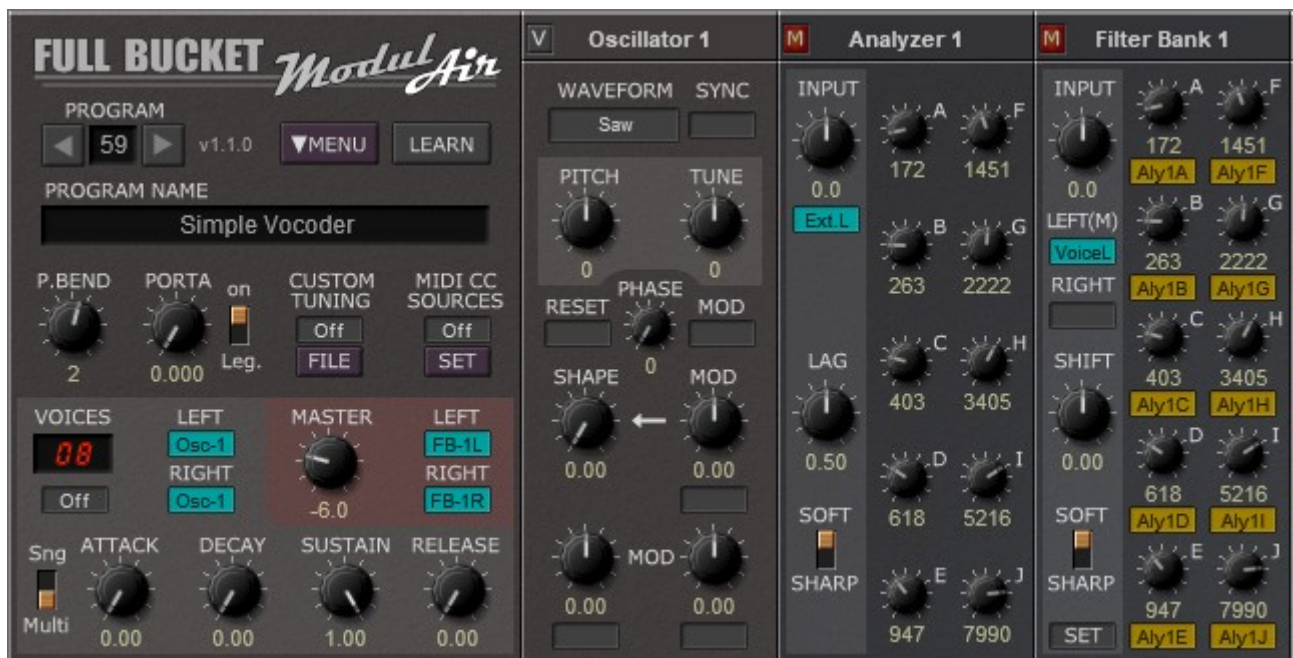 FULL BUCKET ModulAir
PROGRAM
59 v1.1.0 ▼MENU LEARN
PROGRAM NAME
Simple Vocoder
P.BEND PORTA on CUSTOM TUNING MIDI CC SOURCES
Off Off
Leg. FILE SET
2 0.000
VOICES LEFT MASTER LEFT
08 Osc-1 FB-1L
RIGHT RIGHT
Off Osc-1 -6.0 FB-1R
Sng ATTACK DECAY SUSTAIN RELEASE
Multi 0.00 0.00 1.00 0.00
V Oscillator 1
WAVEFORM SYNC
Saw
PITCH TUNE
0 0
PHASE
RESET MOD
0
SHAPE MOD
0.00 0.00
MOD
0.00 0.00
M Analyzer 1
INPUT A F
172 1451
0.0
Ext.L B G
263 2222
LAG C H
403 3405
0.50 D I
SOFT 618 5216
SHARP E J
947 7990
M Filter Bank 1
INPUT A F
172 1451
0.0 Aly1A Aly1F
LEFT(M) B G
VoiceL 263 2222
RIGHT Aly1B Aly1G
C H
SHIFT 403 3405
Aly1C Aly1H
0.00 D I
618 5216
SOFT Aly1D Aly1I
SHARP E J
947 7990
SET Aly1E Aly1J